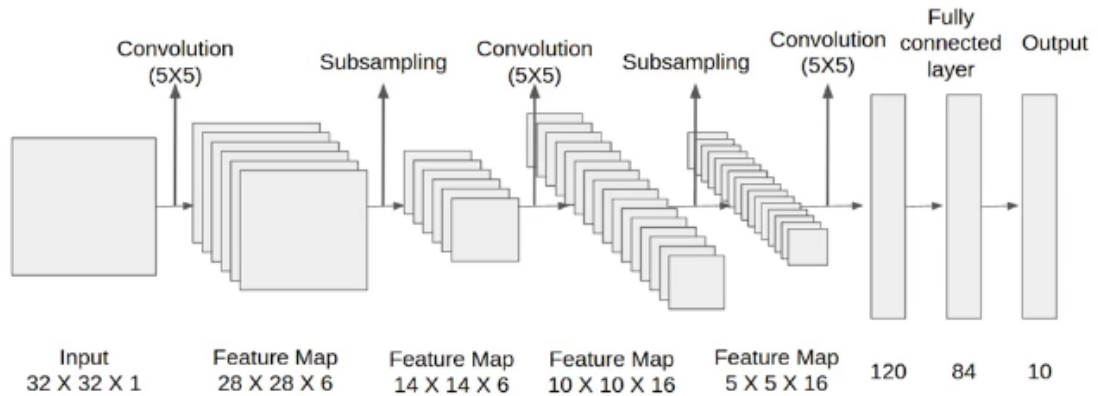 Convolution
(5X5)
Subsampling
Convolution
(5X5)
Subsampling
Convolution
(5X5)
Fully
connected
layer
Output
Input
32 X 32 X 1
Feature Map
28 X 28 X 6
Feature Map
14 X 14 X 6
Feature Map
10 X 10 X 16
Feature Map
5 X 5 X 16
120
84
10